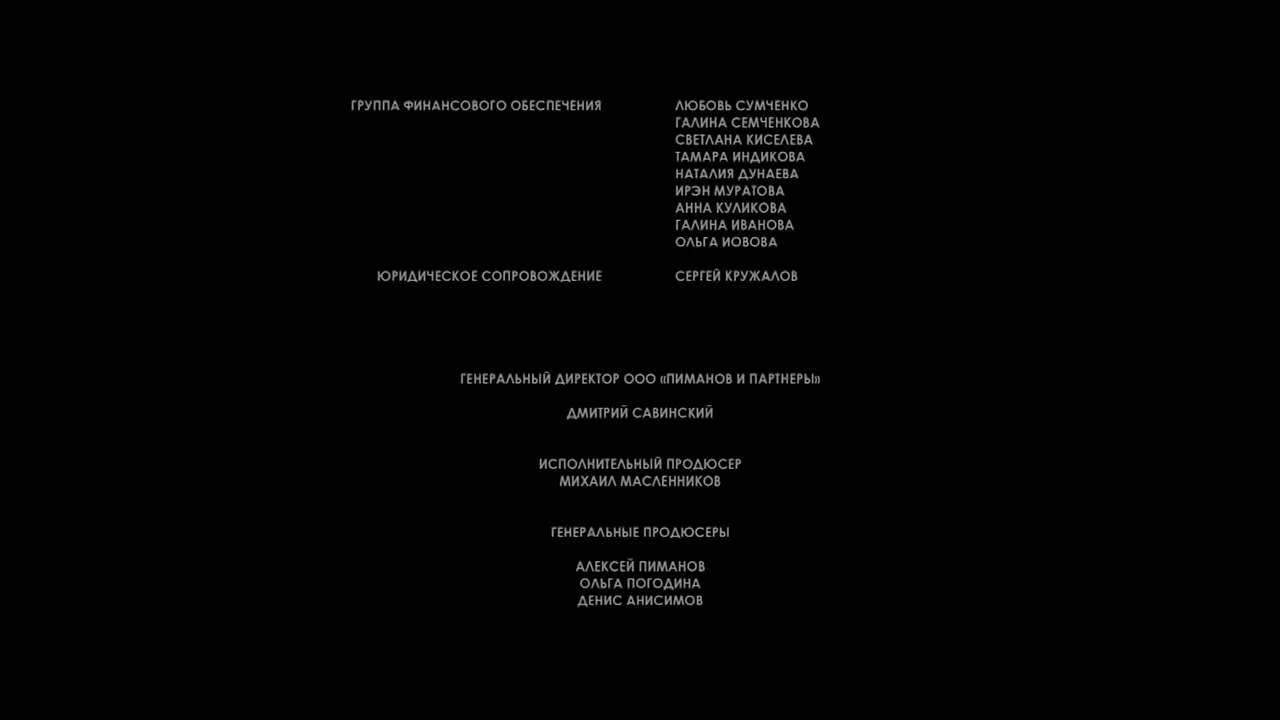 ГРУППА ФИНАНСОВОГО ОБЕСПЕЧЕНИЯ ЛЮБОВЬ СУМЧЕНКО
ГАЛИНА СЕМЧЕНКОВА
СВЕТЛАНА КИСЕЛЕВА
ТАМАРА ИНДИКОВА
НАТАЛИЯ ДУНАЕВА
ИРЭН МУРАТОВА
АННА КУЛИКОВА
ГАЛИНА ИВАНОВА
ОЛЬГА ИОВОВА
ЮРИДИЧЕСКОЕ СОПРОВОЖДЕНИЕ СЕРГЕЙ КРУЖАЛОВ
ГЕНЕРАЛЬНЫЙ ДИРЕКТОР ООО «ПИМАНОВ И ПАРТНЕРЫ»
ДМИТРИЙ САВИНСКИЙ
ИСПОЛНИТЕЛЬНЫЙ ПРОДЮСЕР
МИХАИЛ МАСЛЕННИКОВ
ГЕНЕРАЛЬНЫЕ ПРОДЮСЕРЫ
АЛЕКСЕЙ ПИМАНОВ
ОЛЬГА ПОГОДИНА
ДЕНИС АНИСИМОВ